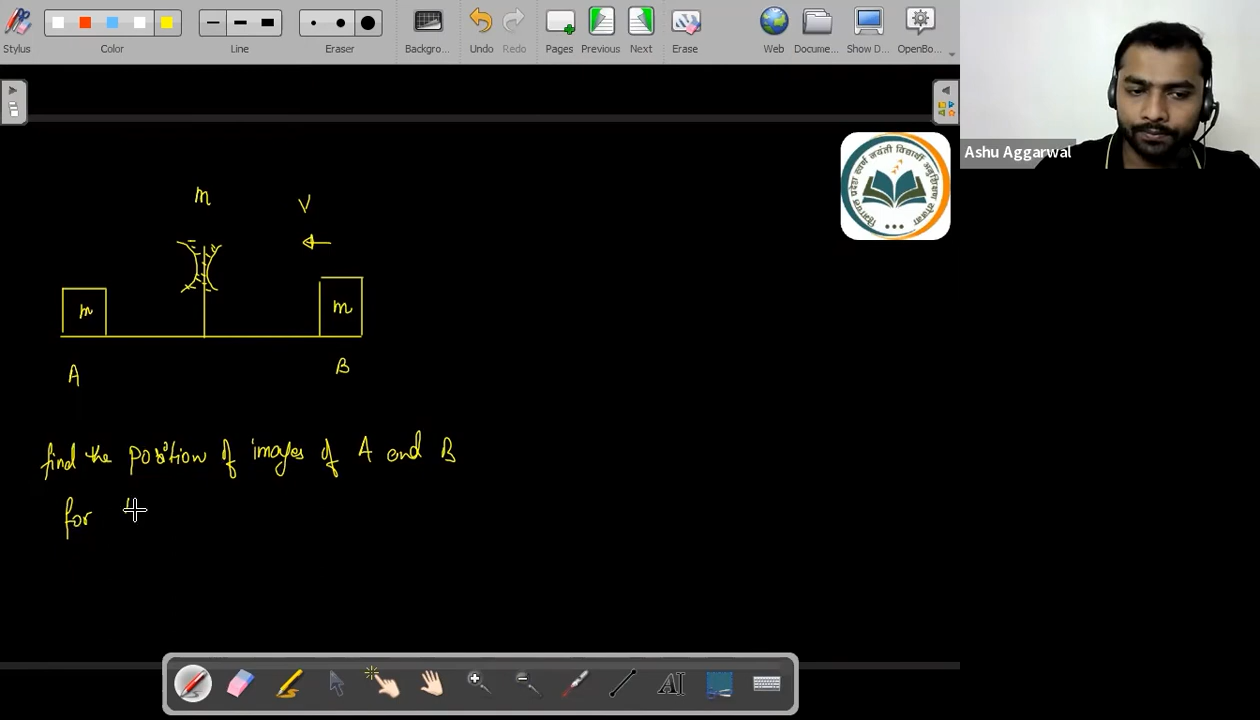 Stylus
Color
Line
Eraser
Backgro...
Undo
Redo
Pages
Previous
Next
Erase
Web
Docume...
Show D...
OpenBo...
Ashu Aggarwal
m
V
m
m
A
B
find the position of images of A and B
for